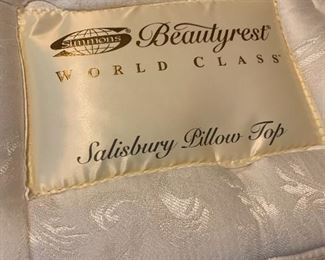 Simmons Beautyrest®
WORLD CLASS®
Salisbury Pillow Top